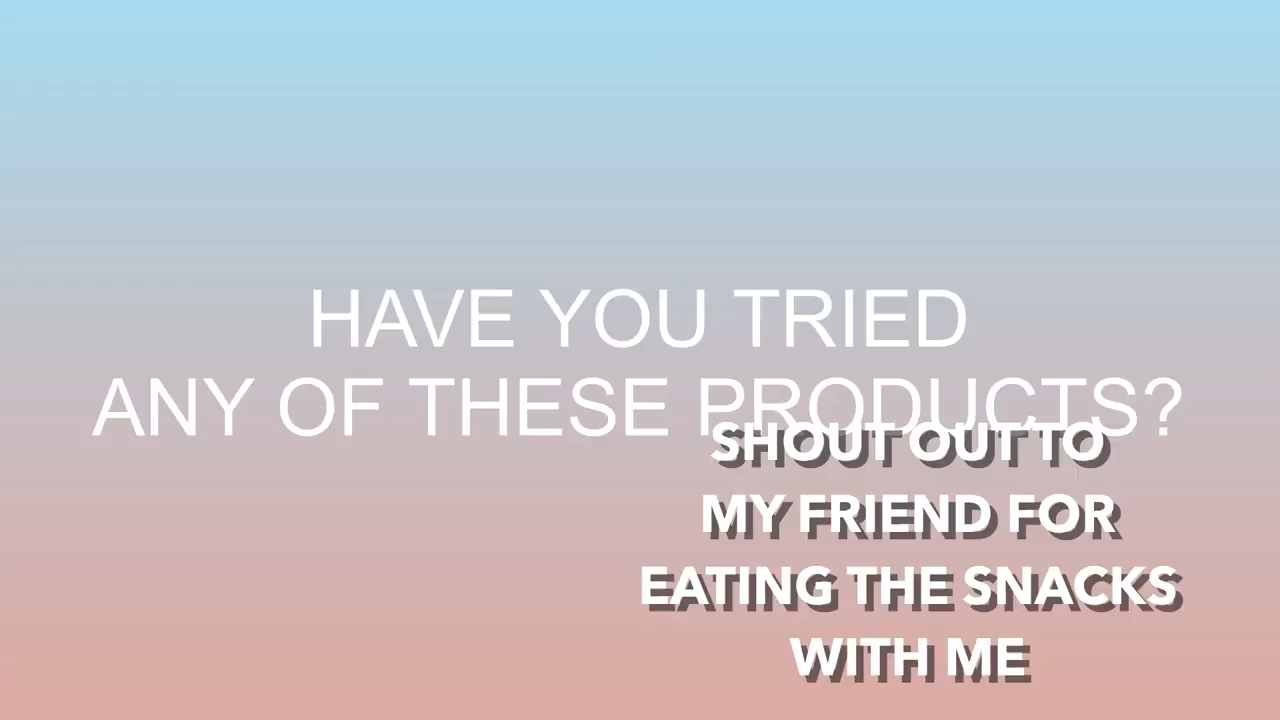 HAVE YOU TRIED
ANY OF THESE PRODUCTS?
SHOUT OUT TO
MY FRIEND FOR
EATING THE SNACKS
WITH ME